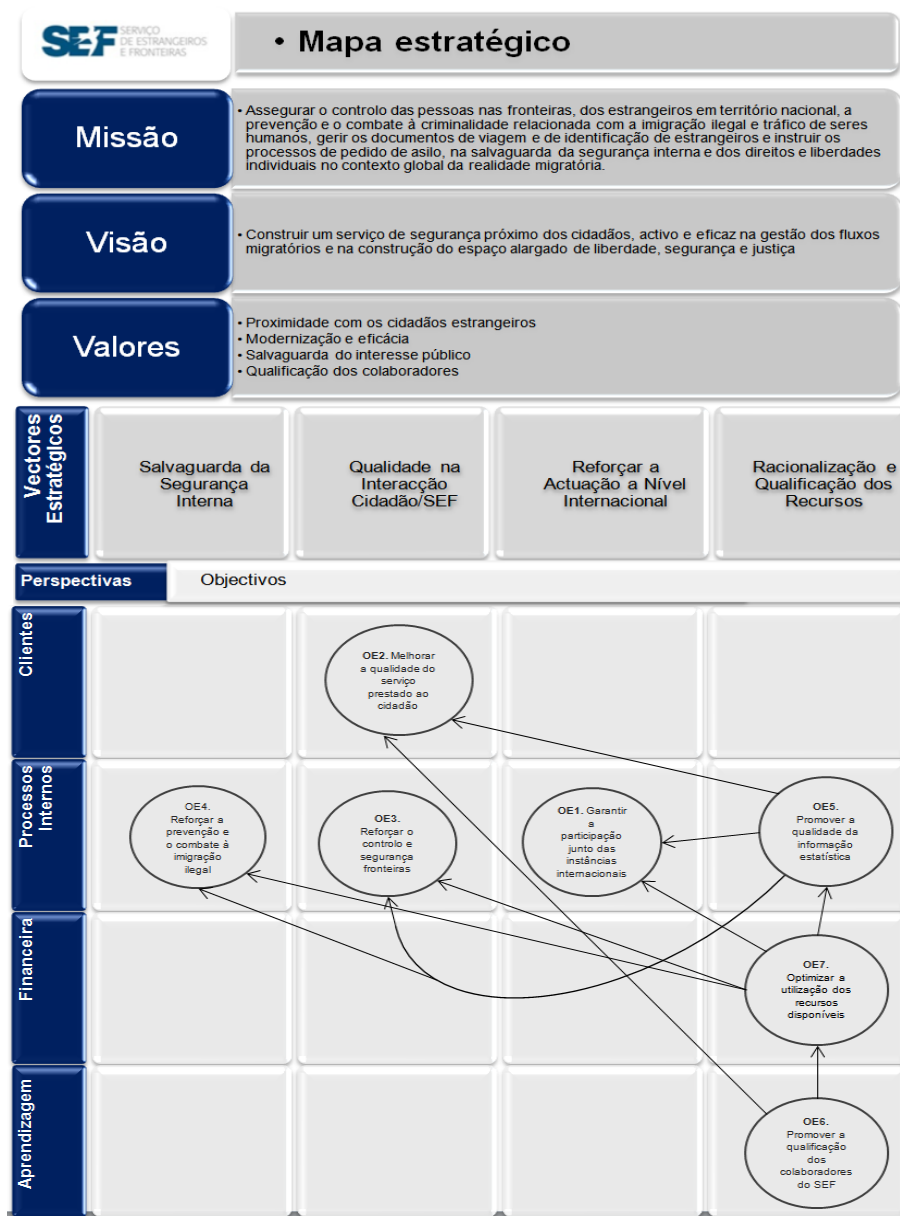 SEF
SERVIÇO
DE ESTRANGEIROS
E FRONTEIRAS
• Mapa estratégico
Missão
• Assegurar o controlo das pessoas nas fronteiras, dos estrangeiros em território nacional, a
prevenção e o combate à criminalidade relacionada com a imigração ilegal e tráfico de seres
humanos, gerir os documentos de viagem e de identificação de estrangeiros e instruir os
processos de pedido de asilo, na salvaguarda da segurança interna e dos direitos e liberdades
individuais no contexto global da realidade migratória.
Visão
• Construir um serviço de segurança próximo dos cidadãos, activo e eficaz na gestão dos fluxos
migratórios e na construção do espaço alargado de liberdade, segurança e justiça
Valores
• Proximidade com os cidadãos estrangeiros
• Modernização e eficácia
• Salvaguarda do interesse público
• Qualificação dos colaboradores
Vectores
Estratégicos
Salvaguarda da
Segurança
Interna
Qualidade na
Interacção
Cidadão/SEF
Reforçar a
Actuação a Nível
Internacional
Racionalização e
Qualificação dos
Recursos
Perspectivas
Objectivos
Clientes
OE2. Melhorar
a qualidade do
serviço
prestado ao
cidadão
Processos
Internos
OE4.
Reforçar a
prevenção e
o combate à
imigração
ilegal
OE3.
Reforçar o
controlo e
segurança
fronteiras
OE1. Garantir
a
participação
junto das
instâncias
internacionais
OE5.
Promover a
qualidade da
informação
estatística
Financeira
OE7.
Optimizar a
utilização dos
recursos
disponíveis
Aprendizagem
OE6.
Promover a
qualificação
dos
colaboradores
do SEF